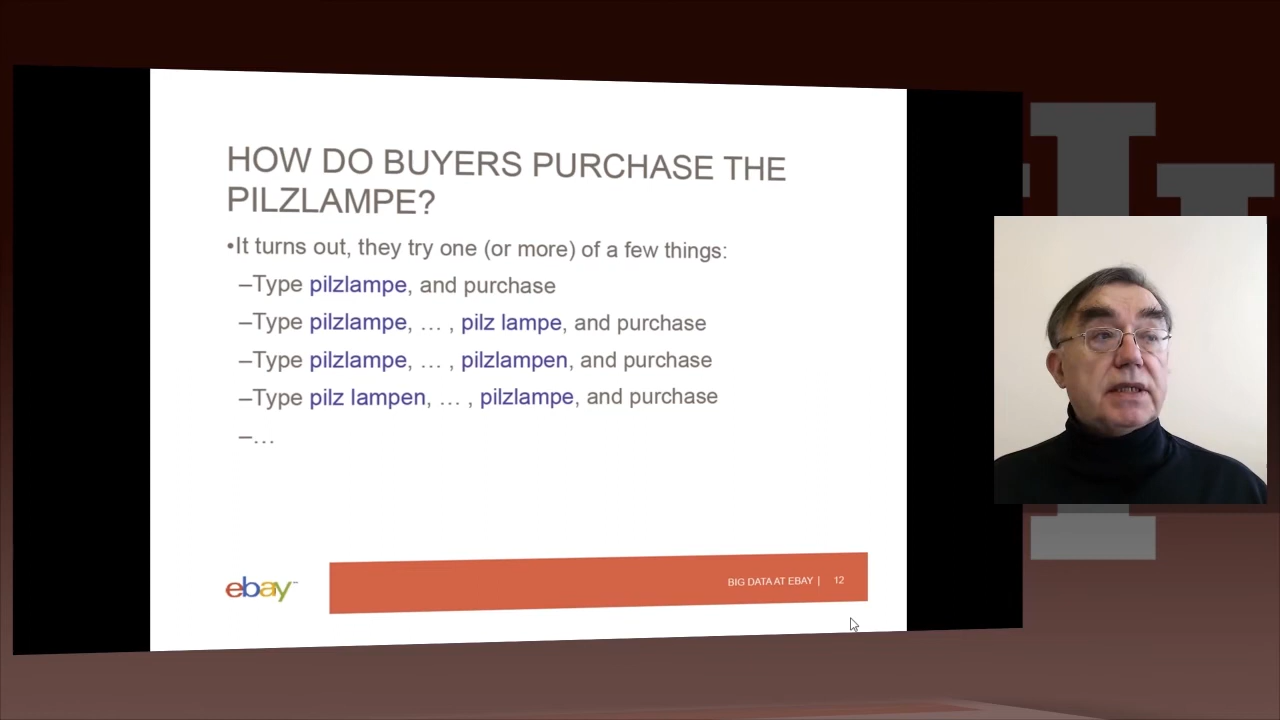 HOW DO BUYERS PURCHASE THE
PILZLAMPE?
•It turns out, they try one (or more) of a few things:
–Type pilzlampe, and purchase
–Type pilzlampe, … , pilz lampe, and purchase
–Type pilzlampe, … , pilzlampen, and purchase
–Type pilz lampen, … , pilzlampe, and purchase
–…
ebay™
BIG DATA AT EBAY | 12